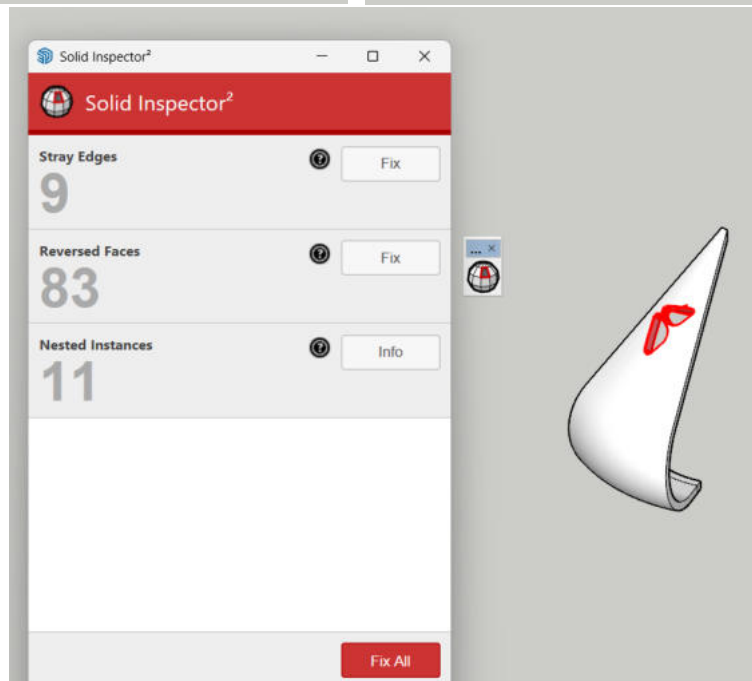 Solid Inspector²
Solid Inspector²
Stray Edges
9
Fix
Reversed Faces
83
Fix
Nested Instances
11
Info
...
Fix All